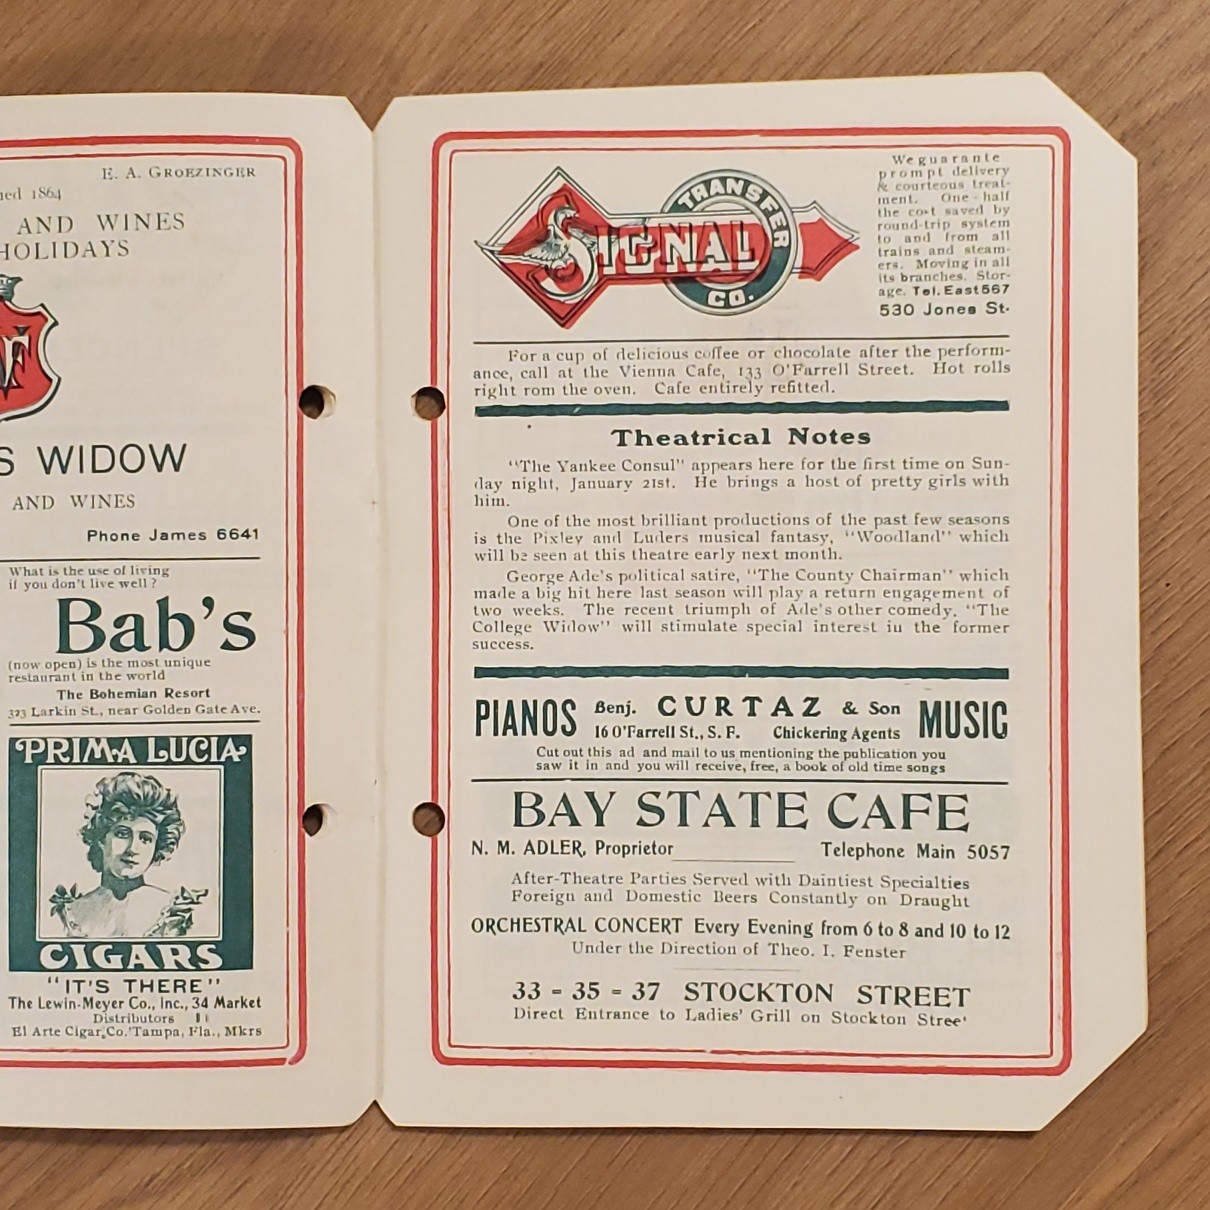 E. A. GROEZINGER
1864
AND WINES
HOLIDAYS
S WIDOW
AND WINES
Phone James 6641
What is the use of living
if you don't live well?
Bab's
(now open) is the most unique
restaurant in the world
The Bohemian Resort
323 Larkin St., near Golden Gate Ave.
PRIMA LUCIA
CIGARS
"IT'S THERE"
The Lewin-Meyer Co., Inc., 34 Market
Distributors
El Arte Cigar Co. Tampa, Fla., Mkrs
SIGNAL
TRANSFER
CO.
We guarante
prompt delivery
& courteous treat-
ment. One-half
the cost saved by
round-trip system
to and from all
trains and steam-
ers. Moving in all
its branches. Stor-
age. Tel. East 567
530 Jones St.
For a cup of delicious coffee or chocolate after the perform-
ance, call at the Vienna Cafe, 133 O'Farrell Street. Hot rolls
right rom the oven. Cafe entirely refitted.
Theatrical Notes
"The Yankee Consul" appears here for the first time on Sun-
day night, January 21st. He brings a host of pretty girls with
him.
One of the most brilliant productions of the past few seasons
is the Pixley and Luders musical fantasy, "Woodland" which
will be seen at this theatre early next month.
George Ade's political satire, "The County Chairman" which
made a big hit here last season will play a return engagement of
two weeks. The recent triumph of Ade's other comedy, "The
College Widow" will stimulate special interest iu the former
success.
PIANOS Benj. CURTAZ & Son MUSIC
16 O'Farrell St., S. F. Chickering Agents
Cut out this ad and mail to us mentioning the publication you
saw it in and you will receive, free, a book of old time songs
BAY STATE CAFE
N. M. ADLER, Proprietor Telephone Main 5057
After-Theatre Parties Served with Daintiest Specialties
Foreign and Domestic Beers Constantly on Draught
ORCHESTRAL CONCERT Every Evening from 6 to 8 and 10 to 12
Under the Direction of Theo. I. Fenster
33 - 35 - 37 STOCKTON STREET
Direct Entrance to Ladies' Grill on Stockton Stree'